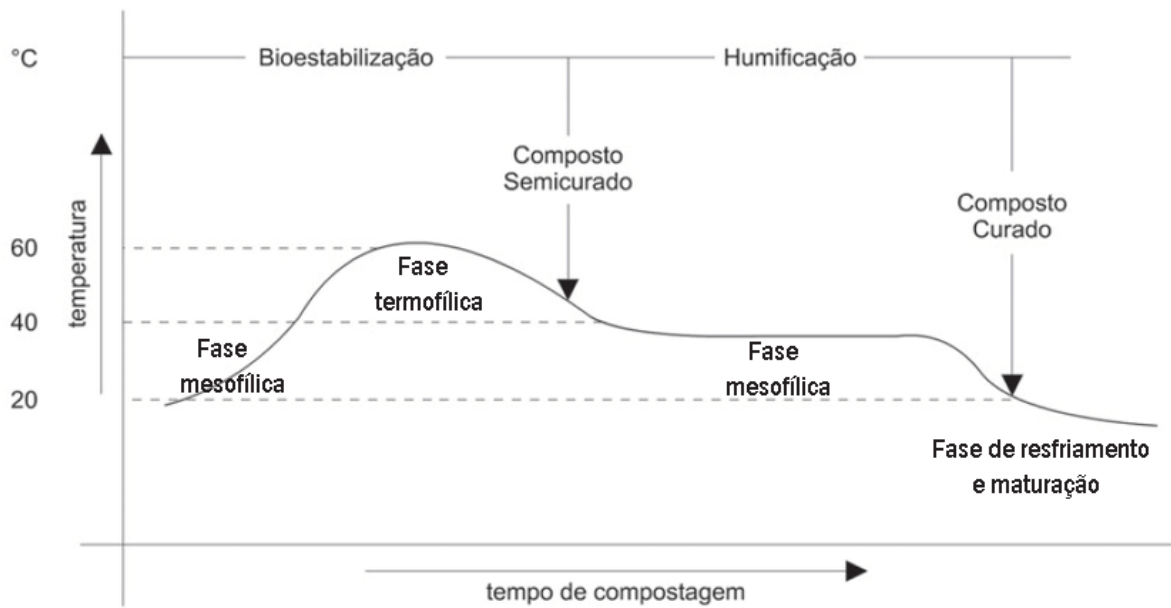 °C
Bioestabilização
Humificação
Composto
Semicurado
Composto
Curado
temperatura
60
40
20
Fase
termofílica
Fase
mesofílica
Fase
mesofílica
Fase de resfriamento
e maturação
tempo de compostagem